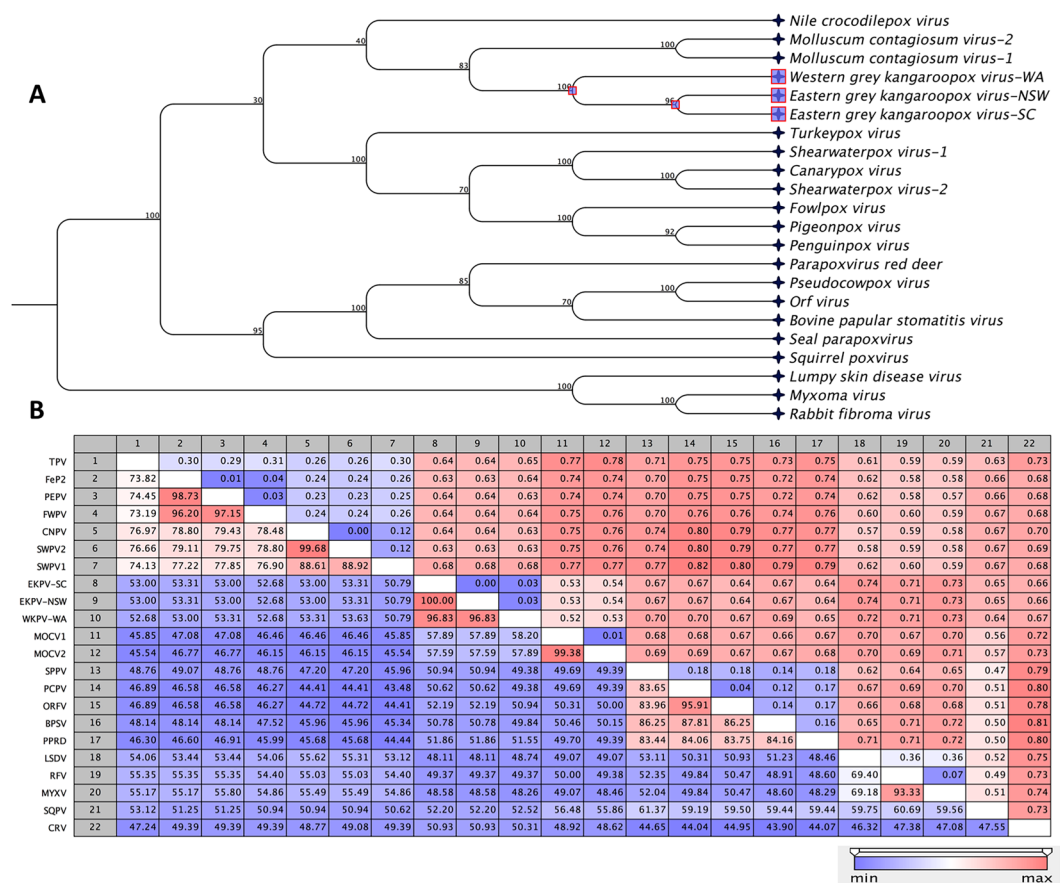 A
Nile crocodilepox virus
Molluscum contagiosum virus-2
Molluscum contagiosum virus-1
Western grey kangaroopox virus-WA
Eastern grey kangaroopox virus-NSW
Eastern grey kangaroopox virus-SC
Turkeypox virus
Shearwaterpox virus-1
Canarypox virus
Shearwaterpox virus-2
Fowlpox virus
Pigeonpox virus
Penguinpox virus
Parapoxvirus red deer
Pseudocowpox virus
Orf virus
Bovine papular stomatitis virus
Seal parapoxvirus
Squirrel poxvirus
Lumpy skin disease virus
Myxoma virus
Rabbit fibroma virus
40
100
83
100
96
30
100
100
100
70
100
92
100
85
100
70
100
95
100
100
B
1 2 3 4 5 6 7 8 9 10 11 12 13 14 15 16 17 18 19 20 21 22
TPV 1 0.30 0.29 0.31 0.26 0.26 0.30 0.64 0.64 0.65 0.77 0.78 0.71 0.75 0.75 0.73 0.75 0.61 0.59 0.59 0.63 0.73
FeP2 2 73.82 0.01 0.04 0.24 0.24 0.26 0.63 0.63 0.64 0.74 0.74 0.70 0.75 0.75 0.73 0.74 0.62 0.58 0.58 0.66 0.68
PEPV 3 74.45 98.73 0.03 0.23 0.23 0.25 0.63 0.63 0.64 0.74 0.74 0.70 0.75 0.75 0.73 0.74 0.62 0.58 0.57 0.66 0.68
FWPV 4 73.19 96.20 97.15 0.24 0.24 0.26 0.64 0.64 0.64 0.75 0.76 0.70 0.76 0.76 0.74 0.76 0.60 0.60 0.59 0.67 0.68
CNPV 5 76.97 78.80 79.43 78.48 0.00 0.12 0.64 0.64 0.63 0.75 0.76 0.74 0.80 0.79 0.77 0.77 0.57 0.59 0.58 0.67 0.70
SWPV2 6 76.66 79.11 79.75 78.80 99.68 0.12 0.63 0.63 0.63 0.75 0.76 0.74 0.80 0.79 0.77 0.77 0.58 0.59 0.58 0.67 0.69
SWPV1 7 74.13 77.22 77.85 76.90 88.61 88.92 0.68 0.68 0.68 0.77 0.77 0.77 0.82 0.80 0.79 0.79 0.62 0.60 0.59 0.67 0.68
EKPV-SC 8 53.00 53.31 53.00 52.68 53.00 53.31 50.79 0.00 0.03 0.53 0.54 0.67 0.67 0.64 0.67 0.64 0.74 0.71 0.73 0.65 0.66
EKPV-NSW 9 53.00 53.31 53.00 52.68 53.00 53.31 50.79 100.00 0.03 0.53 0.54 0.67 0.67 0.64 0.67 0.64 0.74 0.71 0.73 0.65 0.66
WKPV-WA 10 52.68 53.00 53.31 52.68 53.31 53.63 50.79 96.83 96.83 0.52 0.53 0.70 0.70 0.67 0.69 0.65 0.72 0.71 0.74 0.64 0.67
MOCV1 11 45.85 47.08 47.08 46.46 46.46 46.46 45.85 57.89 57.89 58.20 0.01 0.68 0.68 0.66 0.67 0.68 0.70 0.67 0.70 0.56 0.72
MOCV2 12 45.54 46.77 46.77 46.15 46.15 46.15 45.54 57.59 57.59 57.89 99.38 0.69 0.69 0.67 0.68 0.68 0.70 0.70 0.71 0.57 0.73
SPPV 13 48.76 49.07 48.76 48.76 47.20 47.20 45.96 50.94 50.94 49.38 49.69 49.39 0.18 0.18 0.14 0.18 0.62 0.64 0.65 0.47 0.79
PCPV 14 46.89 46.58 46.58 46.27 44.41 44.41 43.48 50.62 50.62 49.38 49.69 49.39 83.65 0.04 0.12 0.17 0.67 0.69 0.70 0.51 0.80
ORFV 15 46.89 46.58 46.58 46.27 44.72 44.72 44.41 52.19 52.19 50.94 50.31 50.00 83.96 95.91 0.14 0.41 0.66 0.68 0.68 0.51 0.78
BPSV 16 48.14 48.14 48.14 47.52 45.96 45.96 45.34 50.78 51.88 49.84 50.46 50.15 86.25 87.81 86.25 0.16 0.65 0.71 0.72 0.50 0.81
PPRD 17 46.30 46.60 46.91 45.99 45.68 45.68 44.44 51.86 51.86 51.55 49.70 49.39 83.44 84.06 83.75 84.16 0.71 0.71 0.72 0.50 0.80
LSDV 18 54.06 53.44 53.44 54.06 55.62 55.31 53.12 48.11 48.11 48.74 49.07 49.07 53.11 50.31 50.93 51.23 48.46 0.36 0.36 0.52 0.75
RFV 19 55.35 55.35 55.35 54.40 55.03 55.03 54.40 49.37 49.37 49.37 50.00 49.38 52.35 49.84 50.47 48.91 48.60 69.40 0.07 0.49 0.73
MYXV 20 55.17 55.17 55.80 54.86 55.49 55.49 54.86 48.58 48.58 48.26 49.07 48.46 52.04 49.84 50.47 48.60 48.29 69.18 93.33 0.51 0.74
SQPV 21 53.12 51.25 51.25 50.94 50.94 50.94 50.62 52.20 52.20 52.52 56.48 55.86 61.37 59.19 59.50 59.44 59.44 59.75 60.69 59.56 0.73
CRV 22 47.24 49.39 49.39 49.39 48.77 49.08 49.39 50.93 50.93 50.31 48.92 48.62 44.65 44.04 44.95 43.90 44.07 46.32 47.38 47.08 47.55
min max